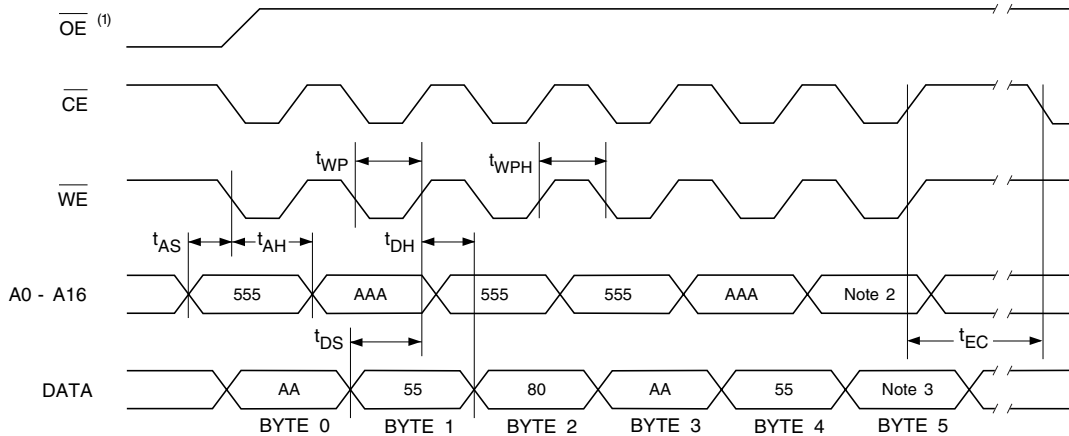 OE (1)
CE
tWP
tWPH
WE
tAS
tAH
tDH
A0 - A16
555
AAA
555
555
AAA
Note 2
tDS
tEC
DATA
AA
55
80
AA
55
Note 3
BYTE 0
BYTE 1
BYTE 2
BYTE 3
BYTE 4
BYTE 5